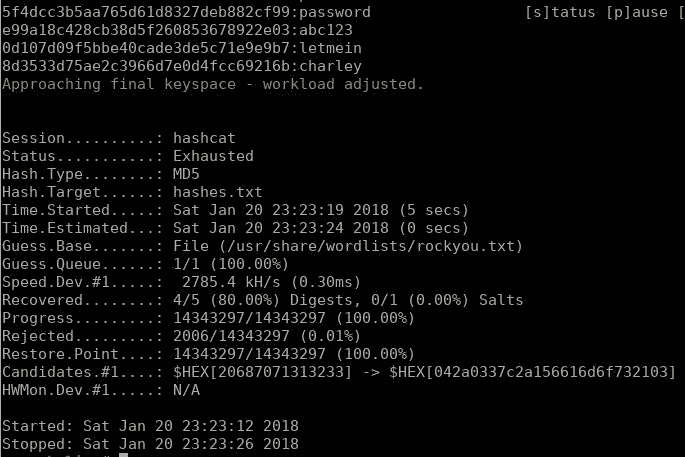 5f4dcc3b5aa765d61d8327deb882cf99:password [s]tatus [p]ause [
e99a18c428cb38d5f260853678922e03:abc123
0d107d09f5bbe40cade3de5c71e9e9b7:letmein
8d3533d75ae2c3966d7e0d4fcc69216b:charley
Approaching final keyspace - workload adjusted.
Session..........: hashcat
Status...........: Exhausted
Hash.Type........: MD5
Hash.Target......: hashes.txt
Time.Started.....: Sat Jan 20 23:23:19 2018 (5 secs)
Time.Estimated...: Sat Jan 20 23:23:24 2018 (0 secs)
Guess.Base.......: File (/usr/share/wordlists/rockyou.txt)
Guess.Queue......: 1/1 (100.00%)
Speed.Dev.#1.....:  2785.4 kH/s (0.30ms)
Recovered........: 4/5 (80.00%) Digests, 0/1 (0.00%) Salts
Progress.........: 14343297/14343297 (100.00%)
Rejected.........: 2006/14343297 (0.01%)
Restore.Point....: 14343297/14343297 (100.00%)
Candidates.#1....: $HEX[20687071313233] -> $HEX[042a0337c2a156616d6f732103]
HWMon.Dev.#1.....: N/A
Started: Sat Jan 20 23:23:12 2018
Stopped: Sat Jan 20 23:23:26 2018